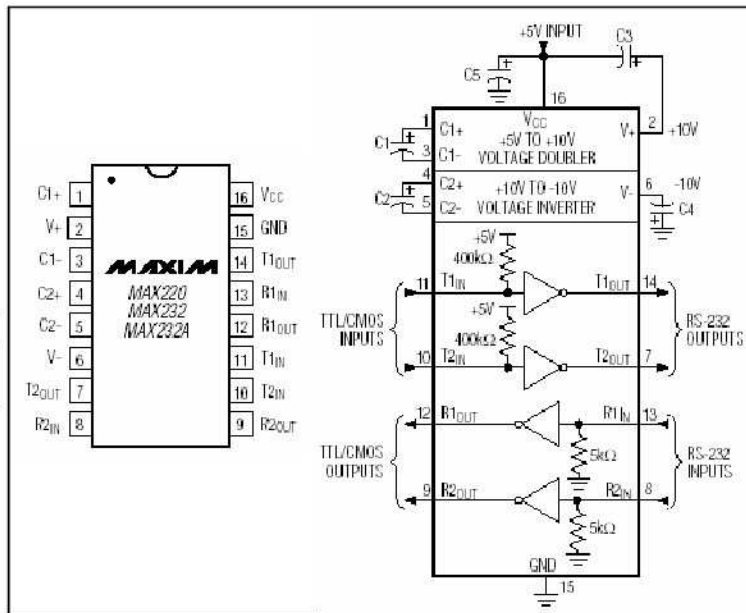 C1+ 1
V+ 2
C1- 3
C2+ 4
C2- 5
V- 6
T2OUT 7
R2IN 8
16 VCC
15 GND
14 T1OUT
13 R1IN
12 R1OUT
11 T1IN
10 T2IN
9 R2OUT
MAXIM
MAX220
MAX232
MAX232A
+5V INPUT
C3
+
C5
+
16
VCC
1
C1+
+5V TO +10V
V+
2
+10V
C1
+
3
C1-
VOLTAGE DOUBLER
4
C2+
+10V TO -10V
V-
6
-10V
C2
+
5
C2-
VOLTAGE INVERTER
C4
+
+5V
400kΩ
11
T1IN
T1OUT
14
TTL/CMOS
INPUTS
+5V
400kΩ
RS-232
OUTPUTS
10
T2IN
T2OUT
7
12
R1OUT
R1IN
13
TTL/CMOS
OUTPUTS
5kΩ
RS-232
INPUTS
9
R2OUT
R2IN
8
5kΩ
GND
15